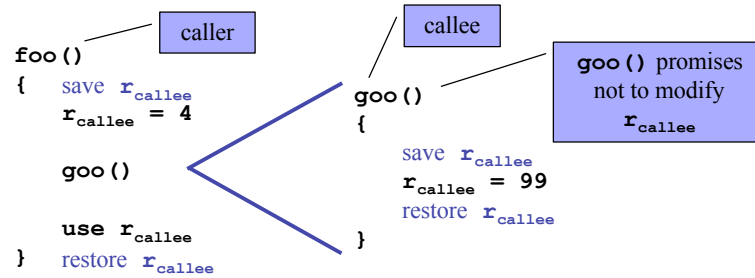 caller
foo()
{ save r_callee
r_callee = 4
goo()
use r_callee
} restore r_callee
callee
goo()
{
save r_callee
r_callee = 99
restore r_callee
}
goo() promises
not to modify
r_callee